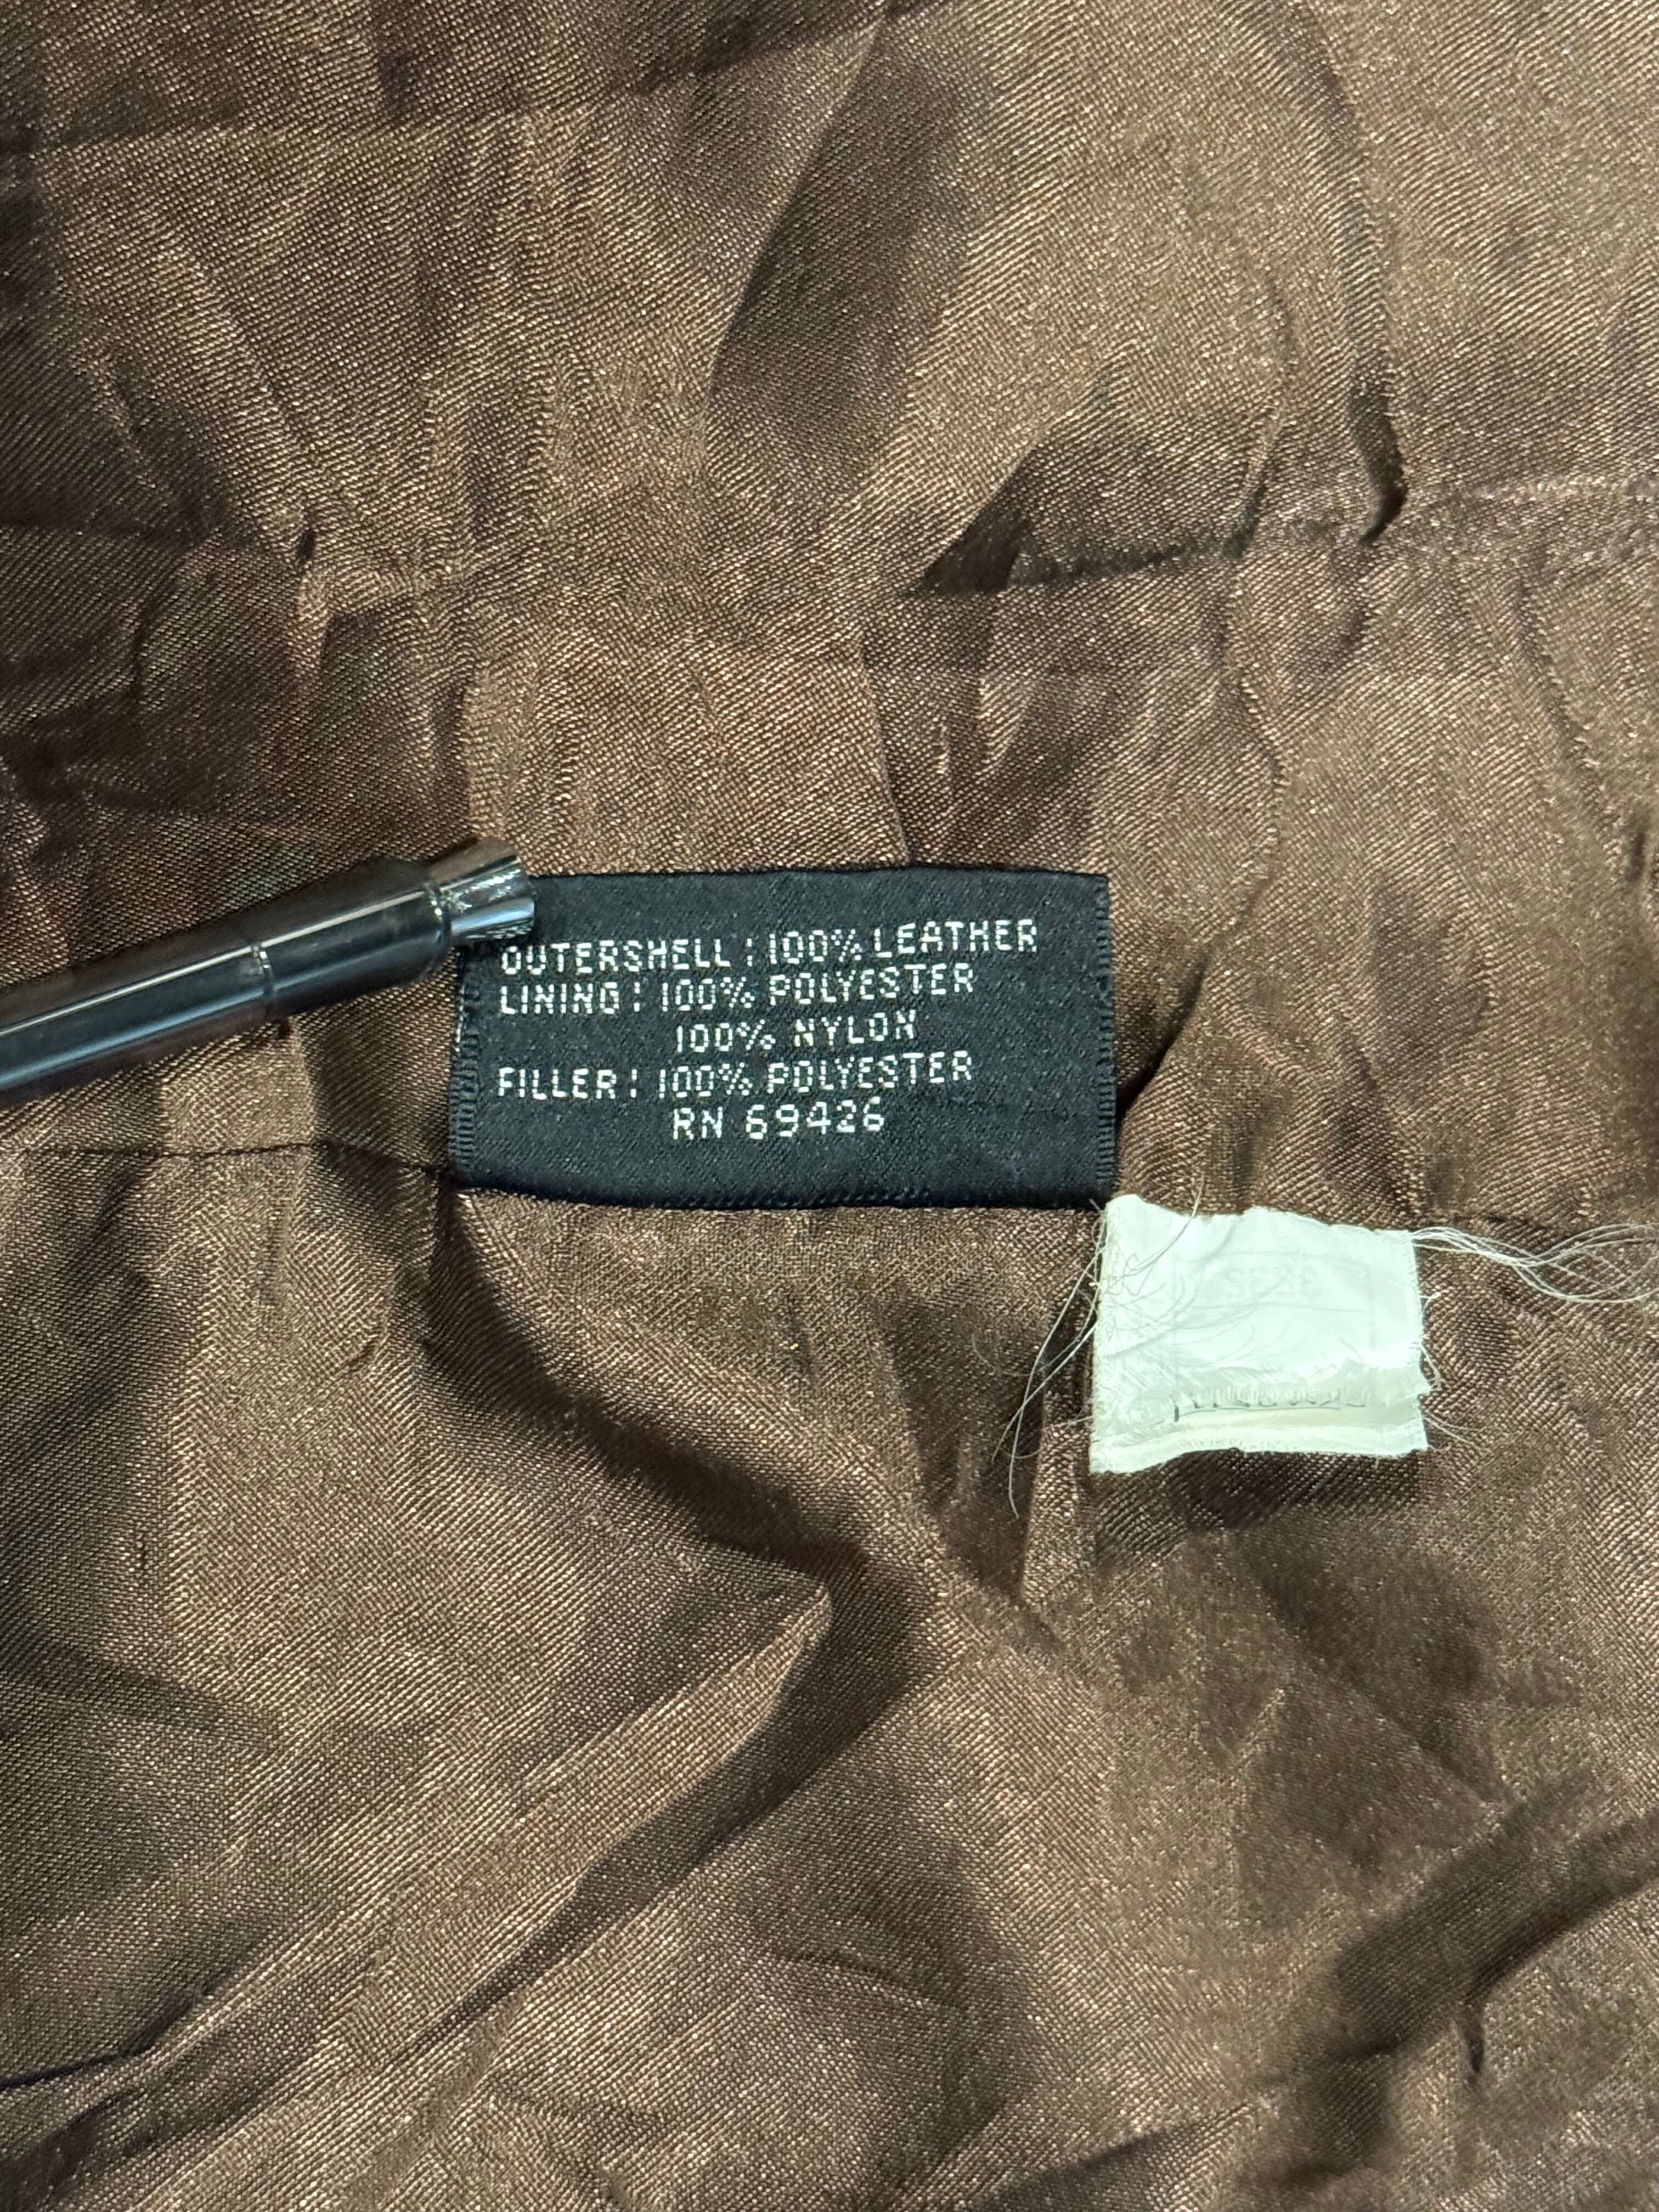 OUTERSHELL : 100% LEATHER
LINING : 100% POLYESTER
100% NYLON
FILLER : 100% POLYESTER
RN 69426